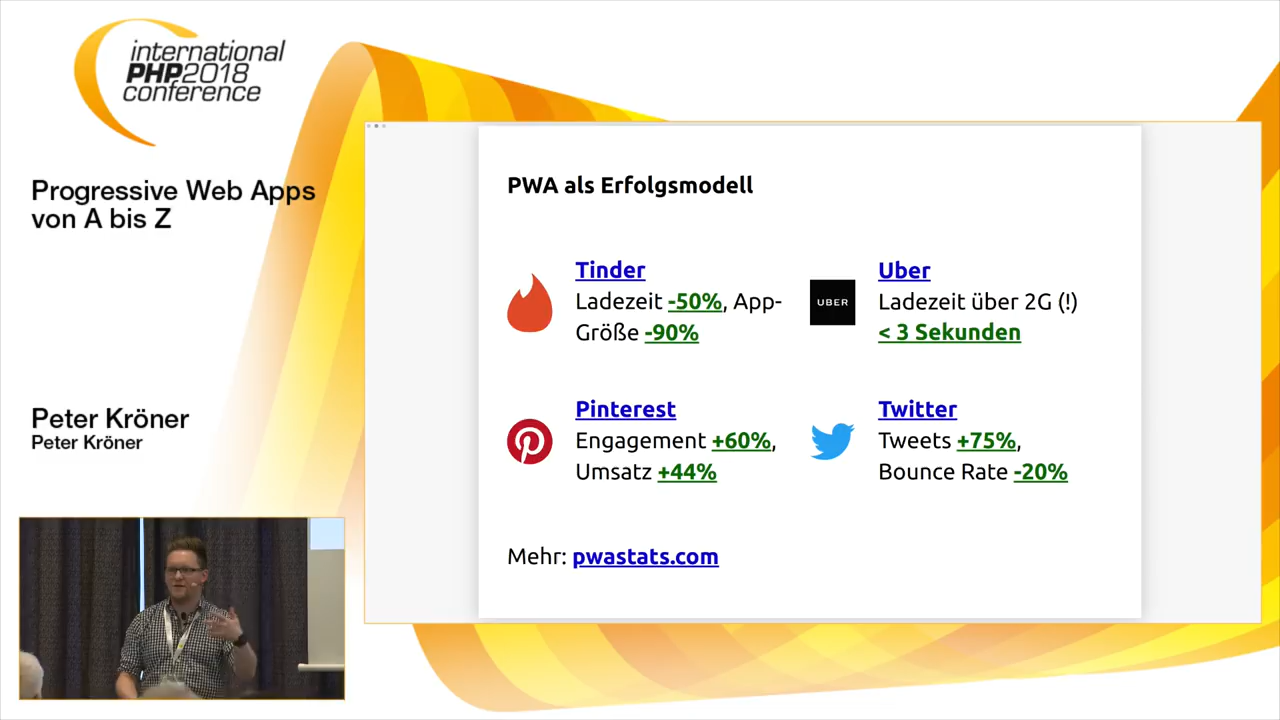 international
PHP2018
conference
Progressive Web Apps
von A bis Z
Peter Kröner
Peter Kröner
PWA als Erfolgsmodell
Tinder
Ladezeit -50%, App-
Größe -90%
UBER
Uber
Ladezeit über 2G (!)
< 3 Sekunden
Pinterest
Engagement +60%,
Umsatz +44%
Twitter
Tweets +75%,
Bounce Rate -20%
Mehr: pwastats.com